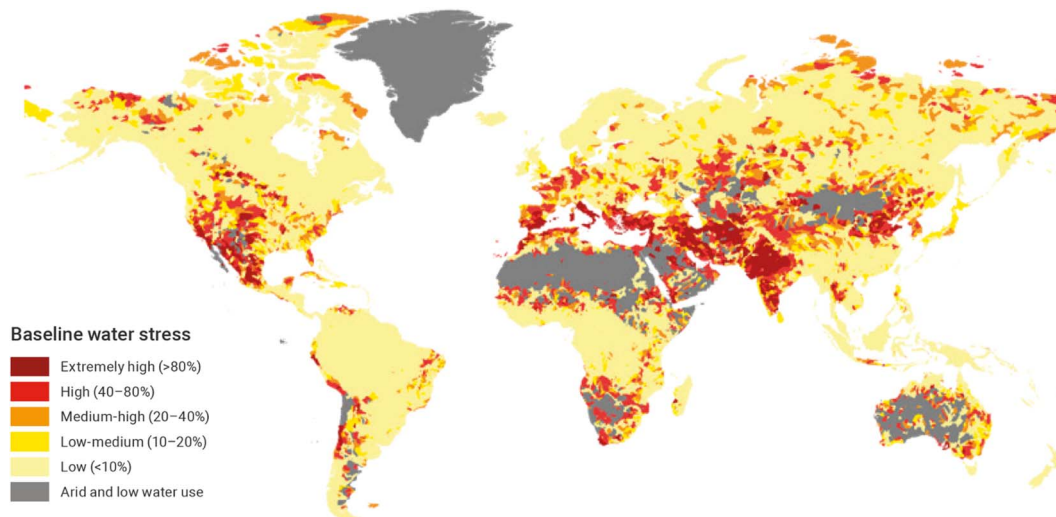 Baseline water stress
Extremely high (>80%)
High (40–80%)
Medium-high (20–40%)
Low-medium (10–20%)
Low (<10%)
Arid and low water use